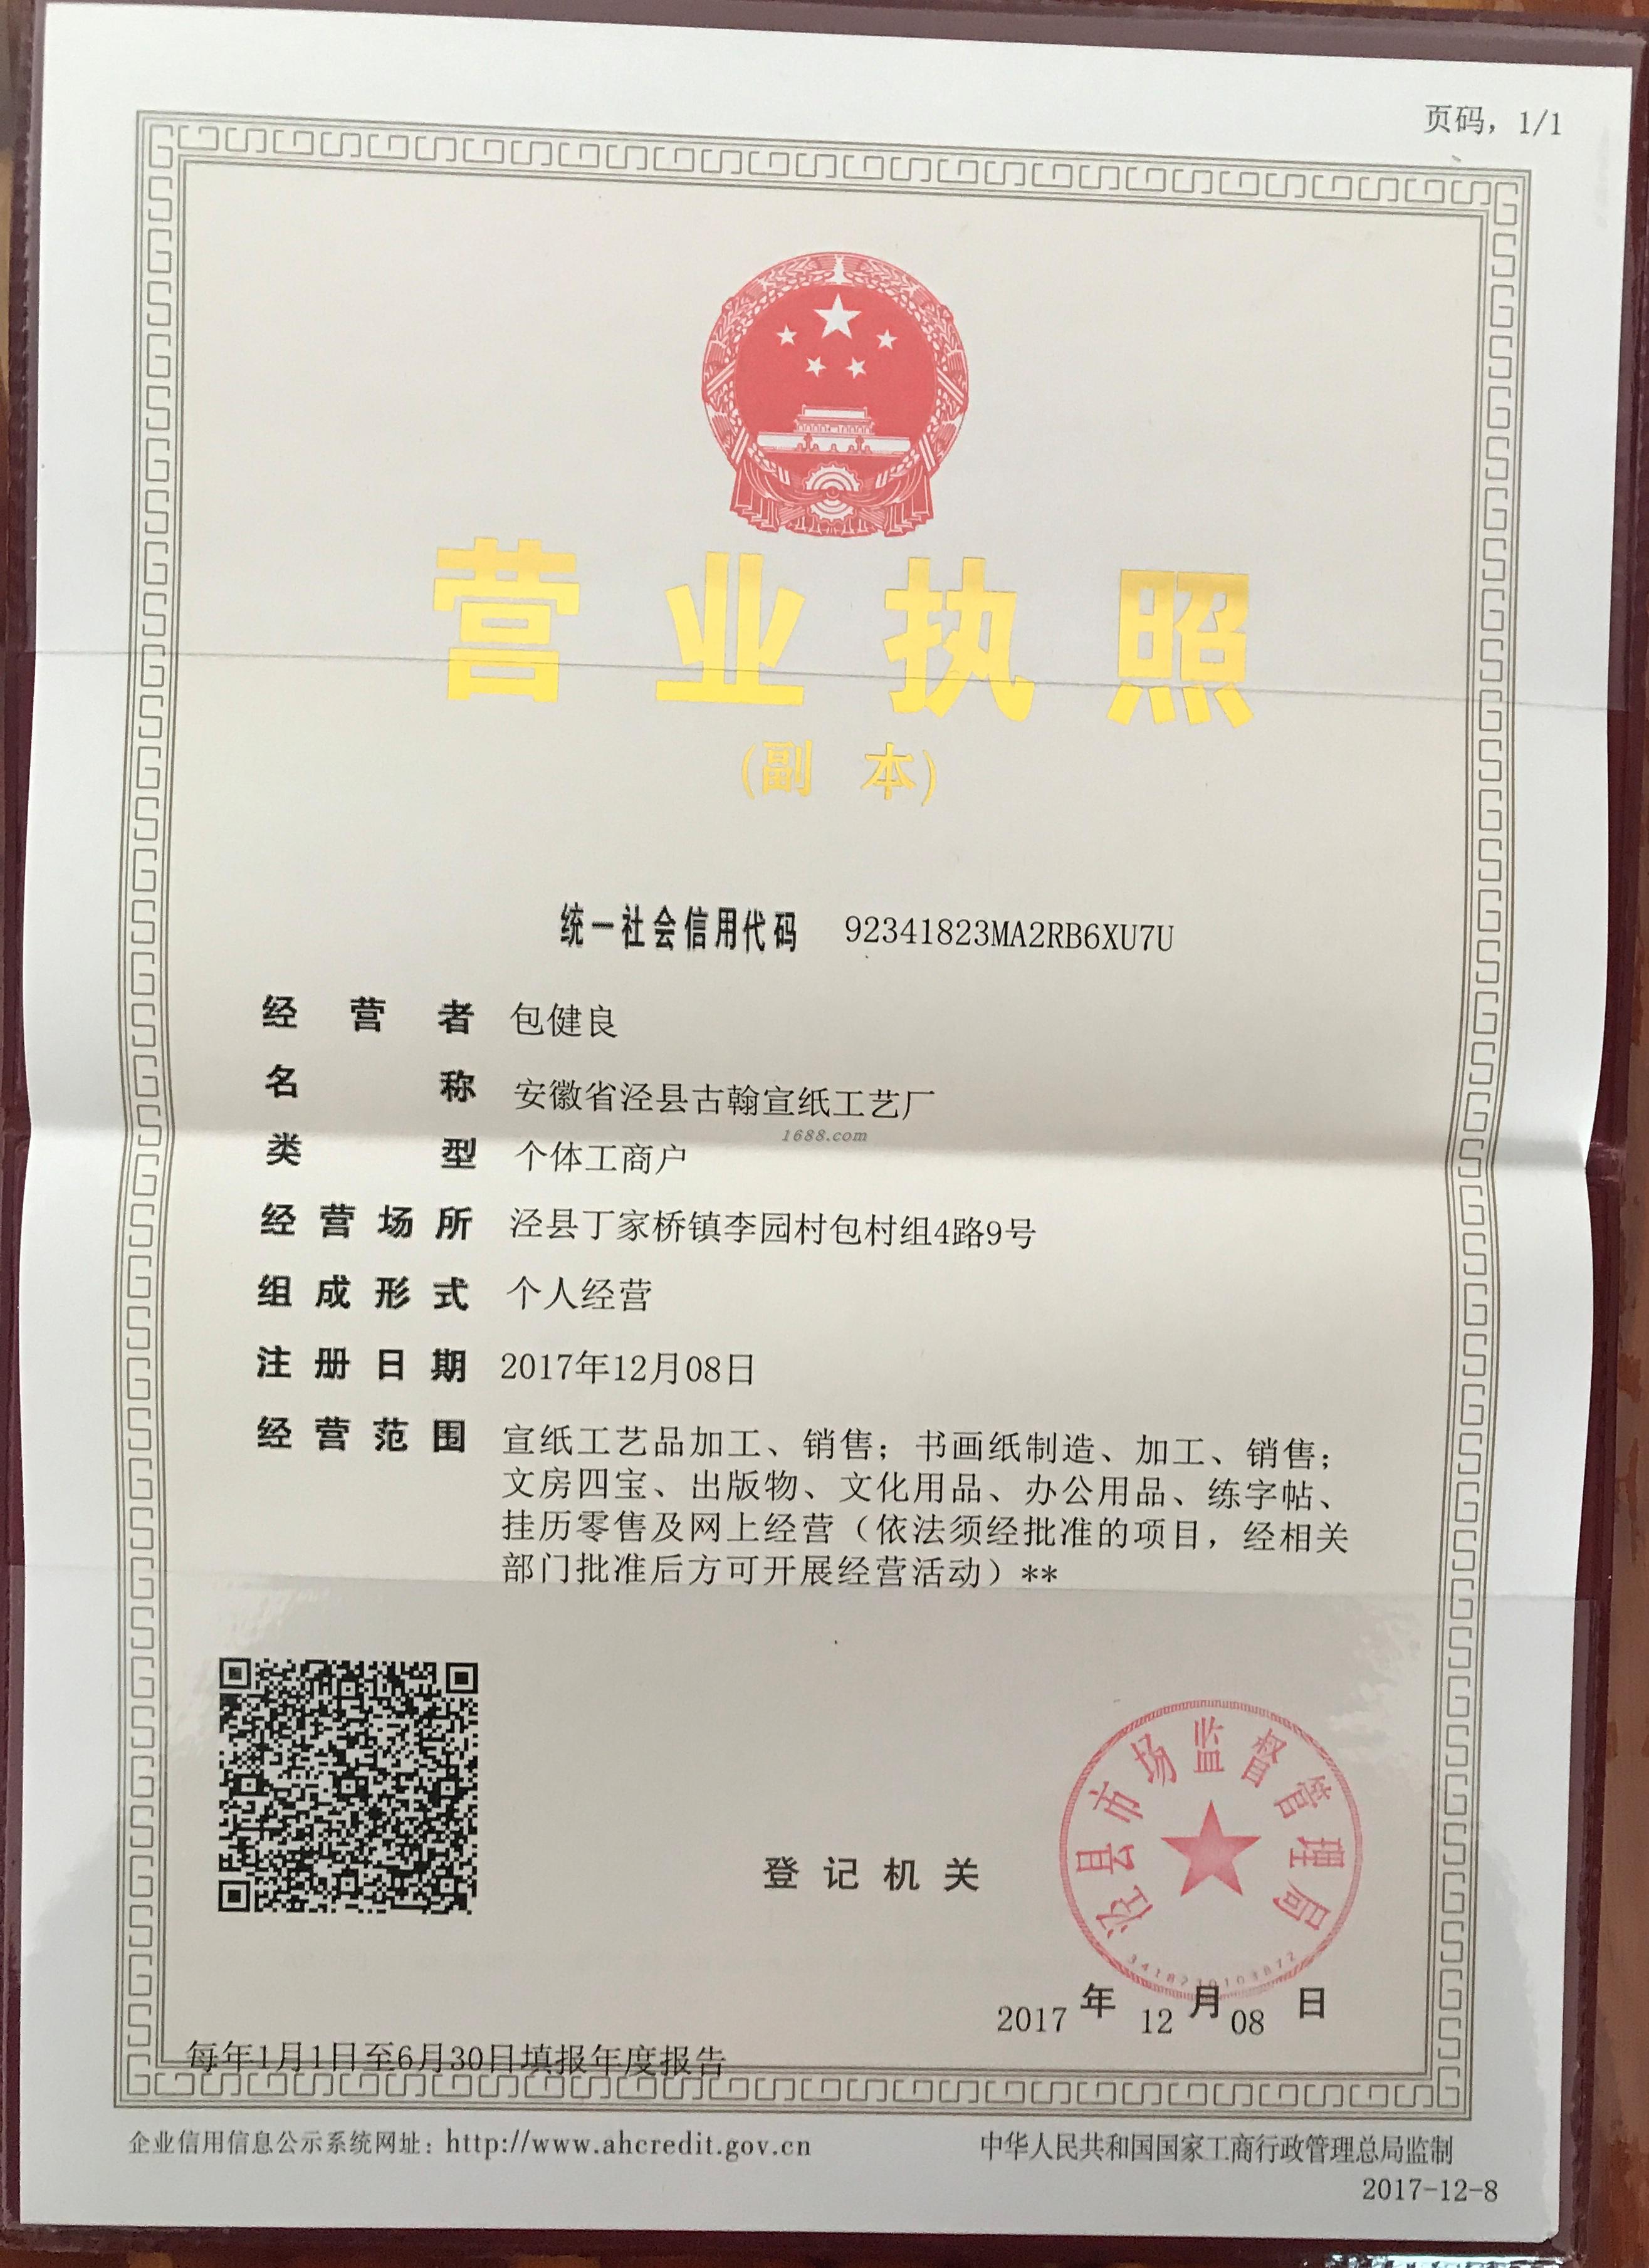 页码，1/1
营业执照
(副 本)
统一社会信用代码 92341823MA2RB6XU7U
经营者 包健良
名称 安徽省泾县古翰宣纸工艺厂
1688.com
类型 个体工商户
经营场所 泾县丁家桥镇李园村包村组4路9号
组成形式 个人经营
注册日期 2017年12月08日
经营范围 宣纸工艺品加工、销售；书画纸制造、加工、销售；
文房四宝、出版物、文化用品、办公用品、练字帖、
挂历零售及网上经营（依法须经批准的项目，经相关
部门批准后方可开展经营活动）**
泾县市场监督管理局
登记机关
2017 年 12 月 08 日
每年1月1日至6月30日填报年度报告
企业信用信息公示系统网址：http://www.ahcredit.gov.cn
中华人民共和国国家工商行政管理总局监制
2017-12-8